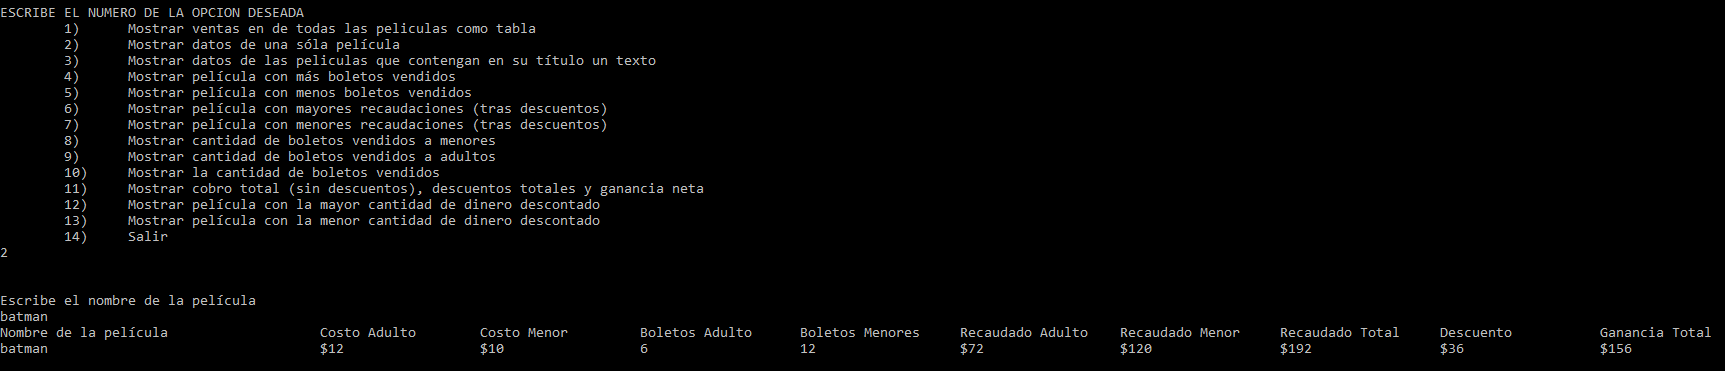 ESCRIBE EL NUMERO DE LA OPCION DESEADA
1) Mostrar ventas en de todas las peliculas como tabla
2) Mostrar datos de una sóla película
3) Mostrar datos de las peliculas que contengan en su título un texto
4) Mostrar película con más boletos vendidos
5) Mostrar película con menos boletos vendidos
6) Mostrar película con mayores recaudaciones (tras descuentos)
7) Mostrar película con menores recaudaciones (tras descuentos)
8) Mostrar cantidad de boletos vendidos a menores
9) Mostrar cantidad de boletos vendidos a adultos
10) Mostrar la cantidad de boletos vendidos
11) Mostrar cobro total (sin descuentos), descuentos totales y ganancia neta
12) Mostrar película con la mayor cantidad de dinero descontado
13) Mostrar película con la menor cantidad de dinero descontado
14) Salir
2
Escribe el nombre de la película
batman
Nombre de la película Costo Adulto Costo Menor Boletos Adulto Boletos Menores Recaudado Adulto Recaudado Menor Recaudado Total Descuento Ganancia Total
batman $12 $10 6 12 $72 $120 $192 $36 $156